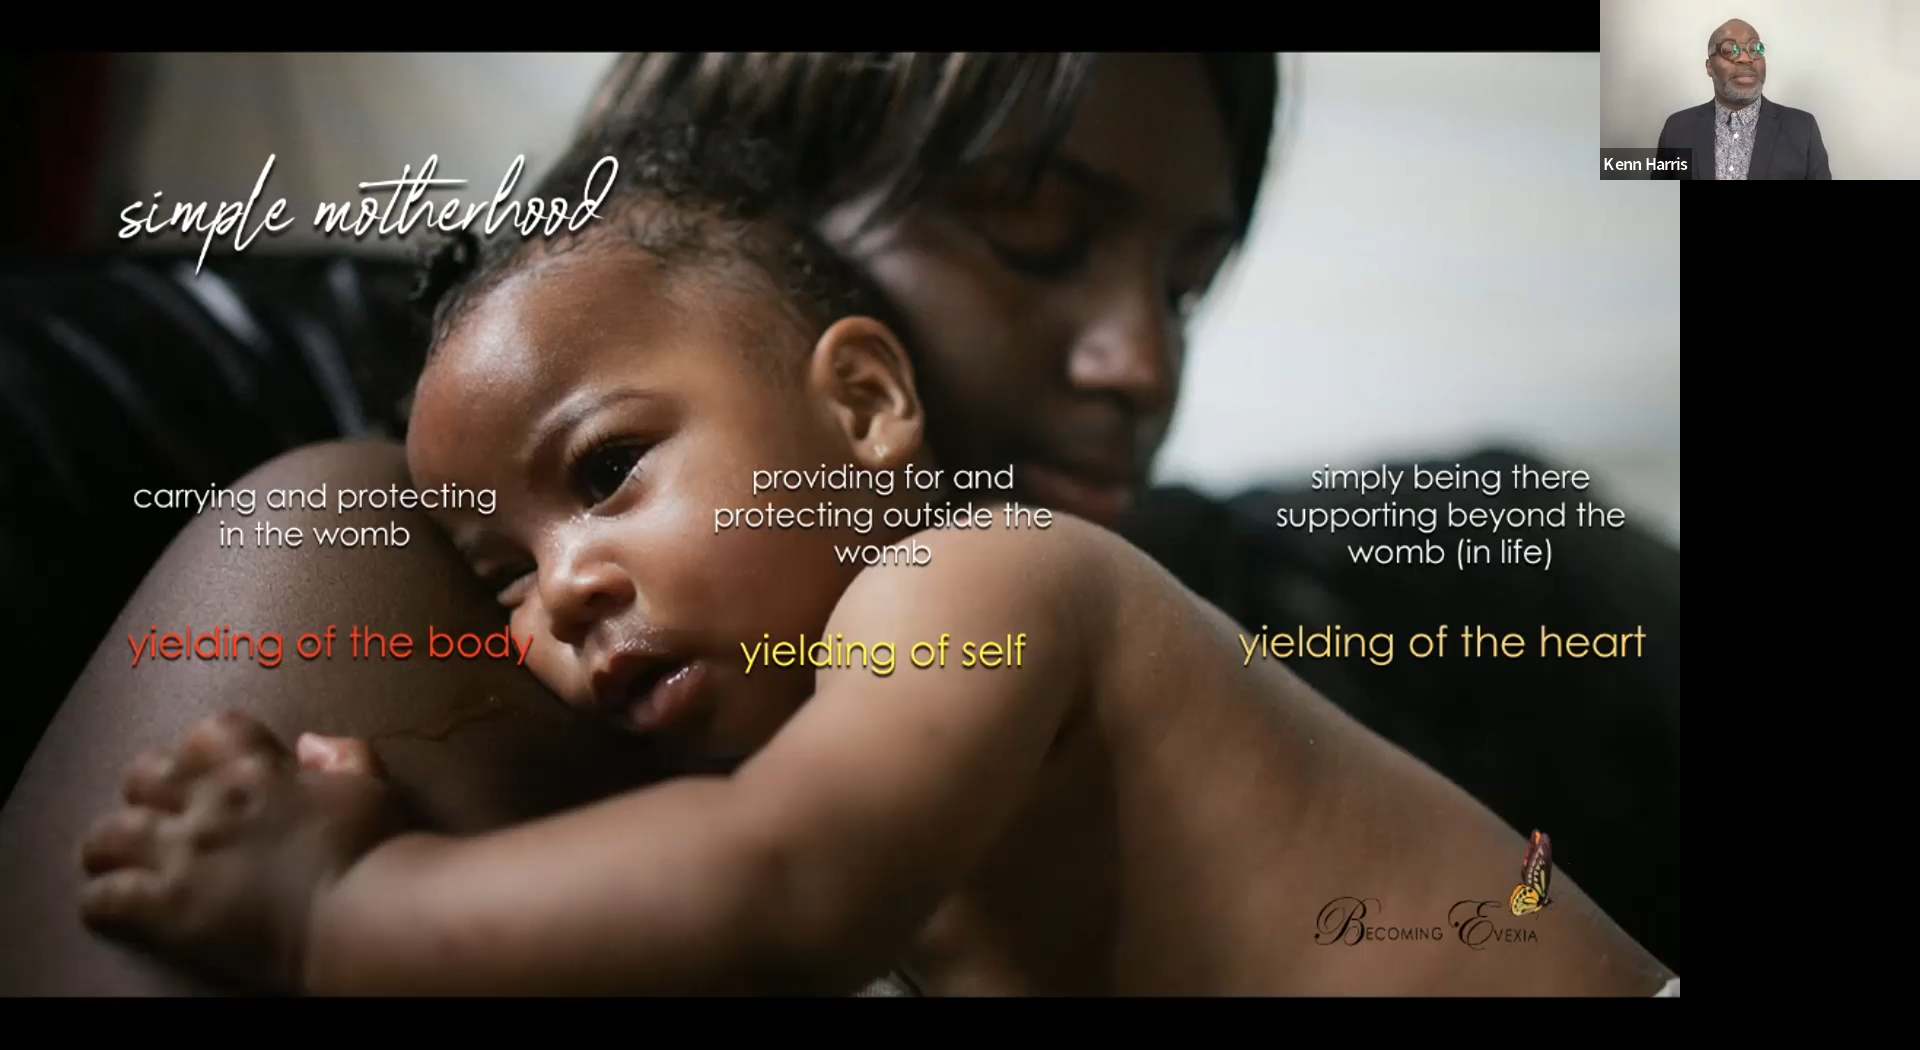 Kenn Harris
simple motherhood
carrying and protecting
in the womb
yielding of the body
providing for and
protecting outside the
womb
yielding of self
simply being there
supporting beyond the
womb (in life)
yielding of the heart
BECOMING EVEXIA